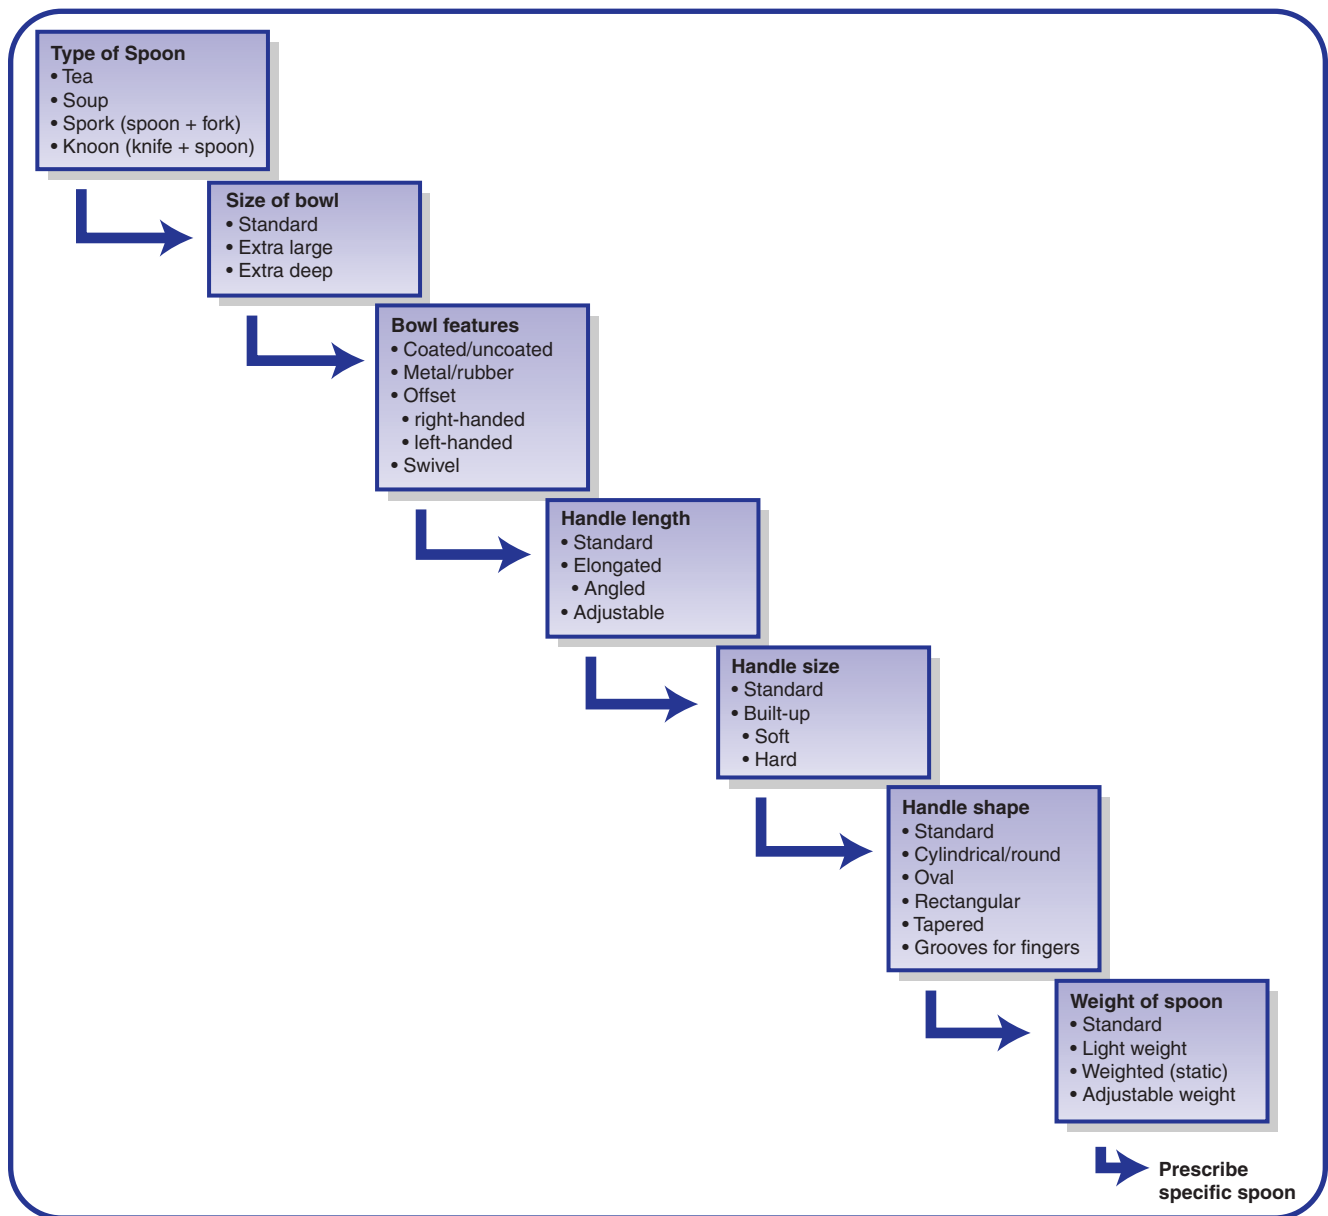 Type of Spoon
• Tea
• Soup
• Spork (spoon + fork)
• Knoon (knife + spoon)
Size of bowl
• Standard
• Extra large
• Extra deep
Bowl features
• Coated/uncoated
• Metal/rubber
• Offset
• right-handed
• left-handed
• Swivel
Handle length
• Standard
• Elongated
• Angled
• Adjustable
Handle size
• Standard
• Built-up
• Soft
• Hard
Handle shape
• Standard
• Cylindrical/round
• Oval
• Rectangular
• Tapered
• Grooves for fingers
Weight of spoon
• Standard
• Light weight
• Weighted (static)
• Adjustable weight
Prescribe
specific spoon